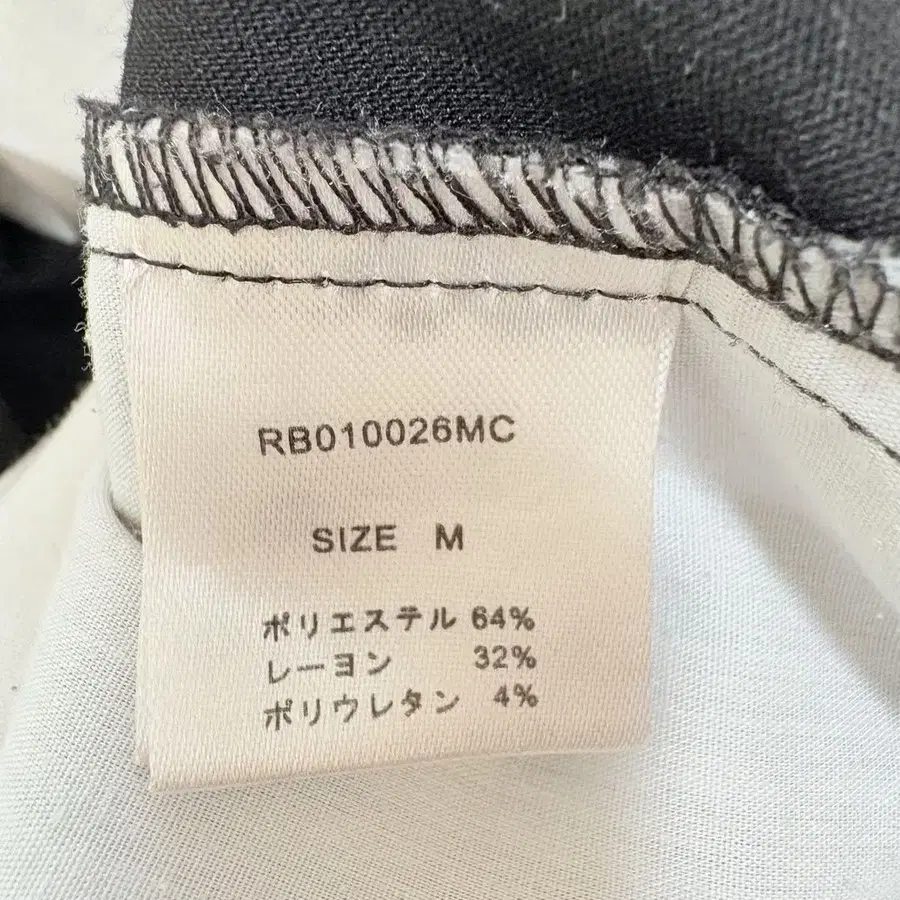 RB010026MC
SIZE M
ポリエステル 64%
レーヨン 32%
ポリウレタン 4%